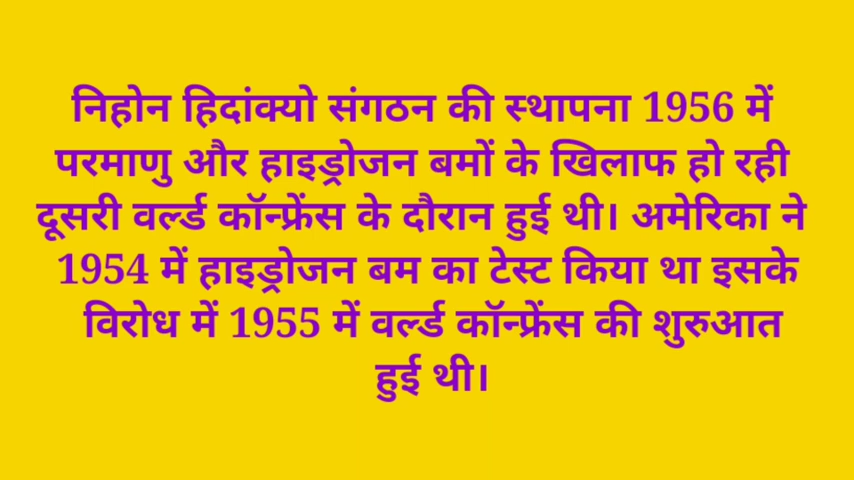 निहोन हिदांक्यो संगठन की स्थापना 1956 में
परमाणु और हाइड्रोजन बमों के खिलाफ हो रही
दूसरी वर्ल्ड कॉन्फ्रेंस के दौरान हुई थी। अमेरिका ने
1954 में हाइड्रोजन बम का टेस्ट किया था इसके
विरोध में 1955 में वर्ल्ड कॉन्फ्रेंस की शुरुआत
हुई थी।